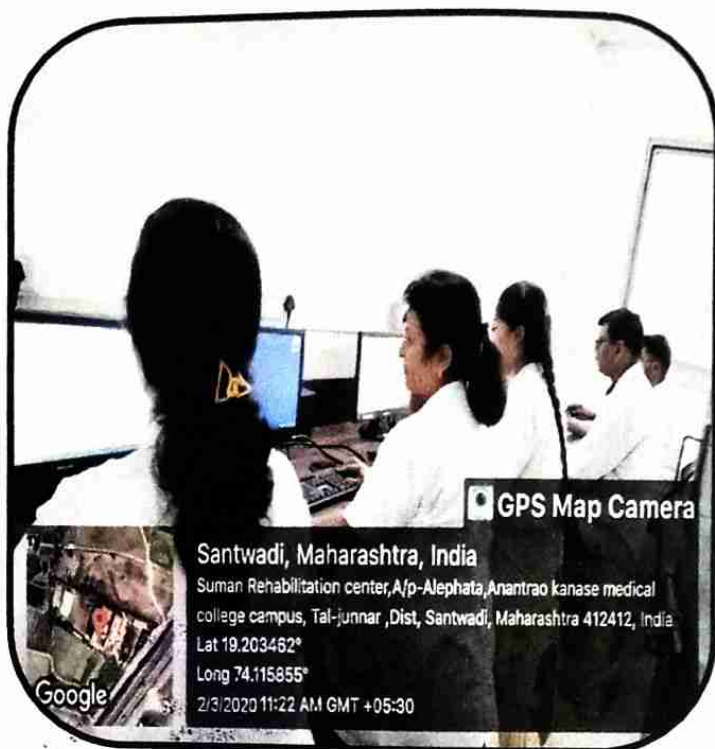 GPS Map Camera
Santwadi, Maharashtra, India
Suman Rehabilitation center,A/p-Alephata,Anantrao kanase medical
college campus, Tal-junnar ,Dist, Santwadi, Maharashtra 412412, India
Lat 19.203462°
Long 74.115855°
2/3/2020 11:22 AM GMT +05:30
Google